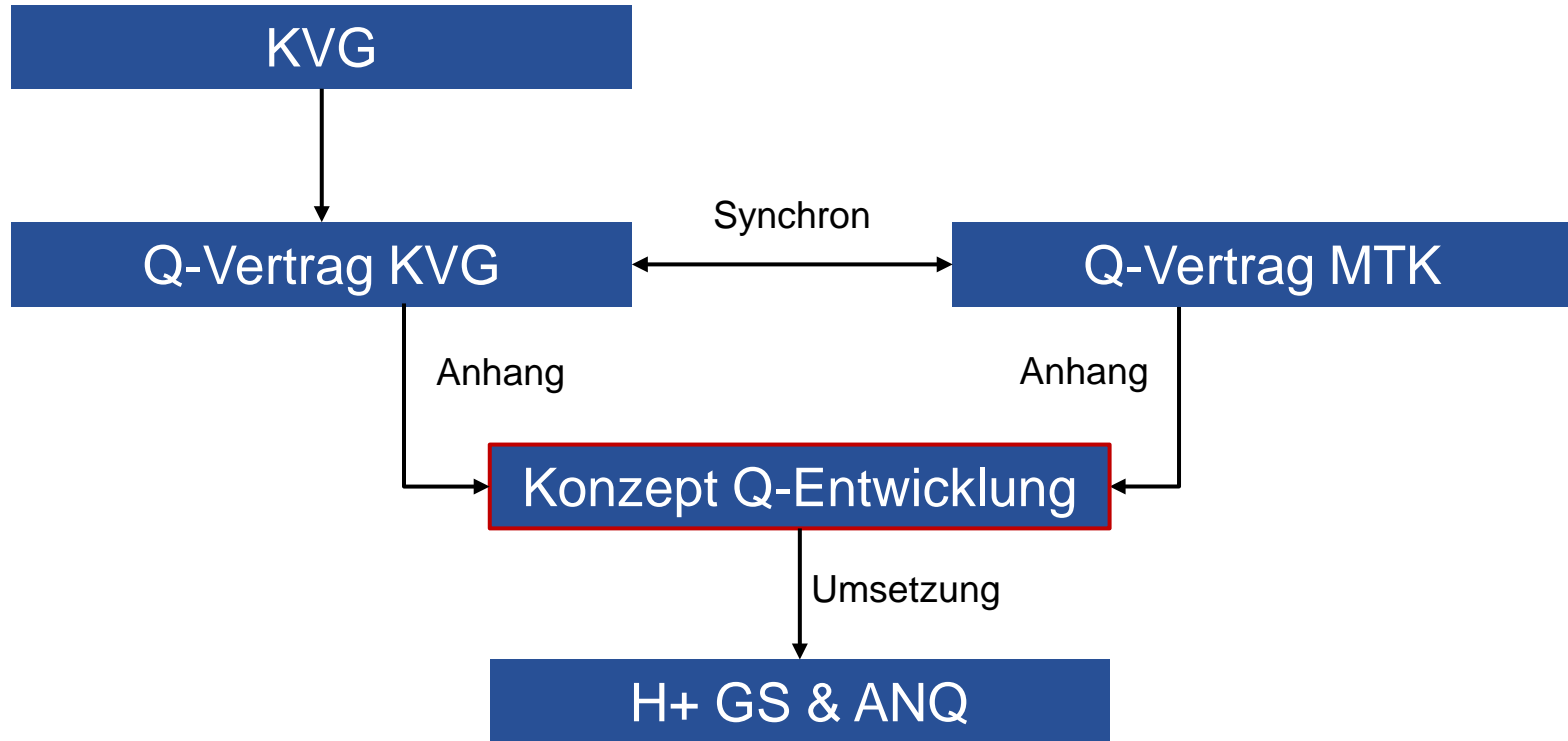 KVG
Synchron
Q-Vertrag KVG
Q-Vertrag MTK
Anhang
Anhang
Konzept Q-Entwicklung
Umsetzung
H+ GS & ANQ